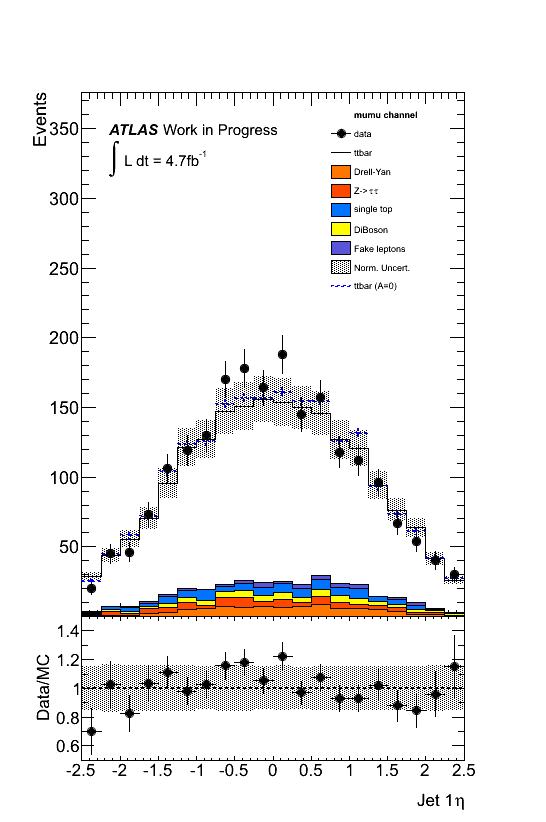 Events
350
300
250
200
150
100
50
ATLAS Work in Progress
∫ L dt = 4.7fb-1
mumu channel
data
ttbar
Drell-Yan
Z->ττ
single top
DiBoson
Fake leptons
Norm. Uncert.
ttbar (A=0)
Data/MC
1.4
1.2
1
0.8
0.6
-2.5 -2 -1.5 -1 -0.5 0 0.5 1 1.5 2 2.5
Jet 1η